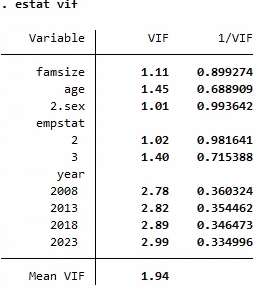 . estat vif
Variable VIF 1/VIF
famsize 1.11 0.899274
age 1.45 0.688909
2.sex 1.01 0.993642
empstat
2 1.02 0.981641
3 1.40 0.715388
year
2008 2.78 0.360324
2013 2.82 0.354462
2018 2.89 0.346473
2023 2.99 0.334996
Mean VIF 1.94